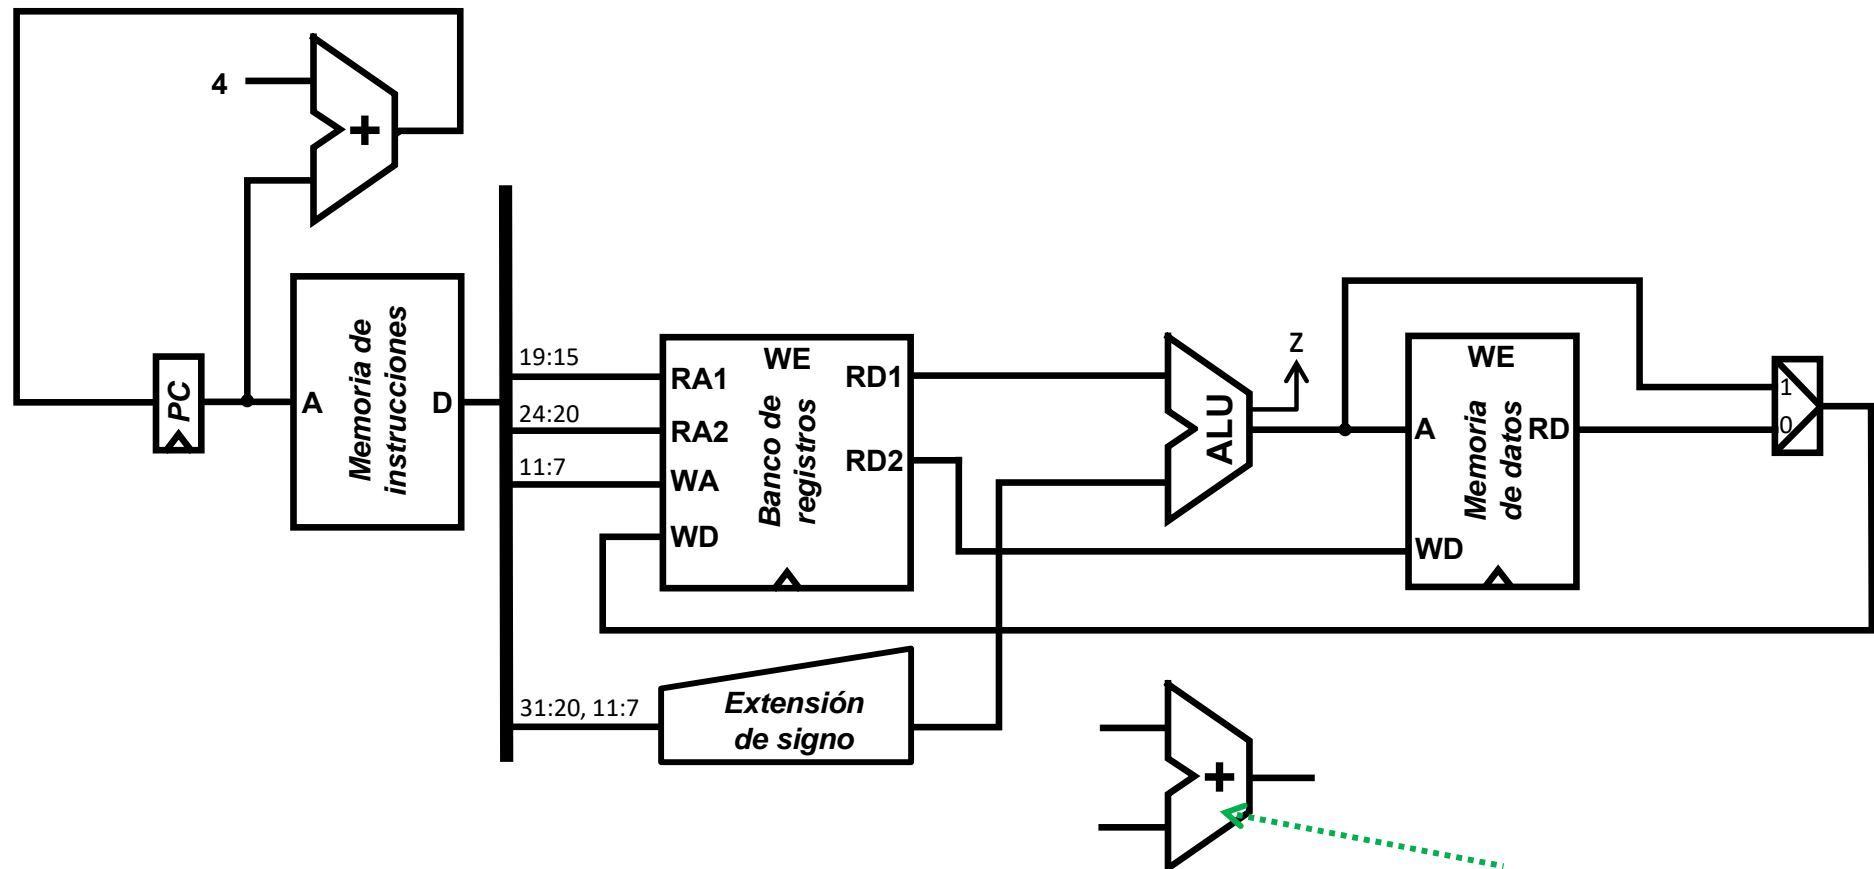 4
+
PC
A
Memoria de
instrucciones
D
19:15
24:20
11:7
31:20, 11:7
RA1
RA2
WA
WD
WE
Banco de
registros
RD1
RD2
Extensión
de signo
ALU
Z
+
WE
A
Memoria
de datos
RD
WD
1
0